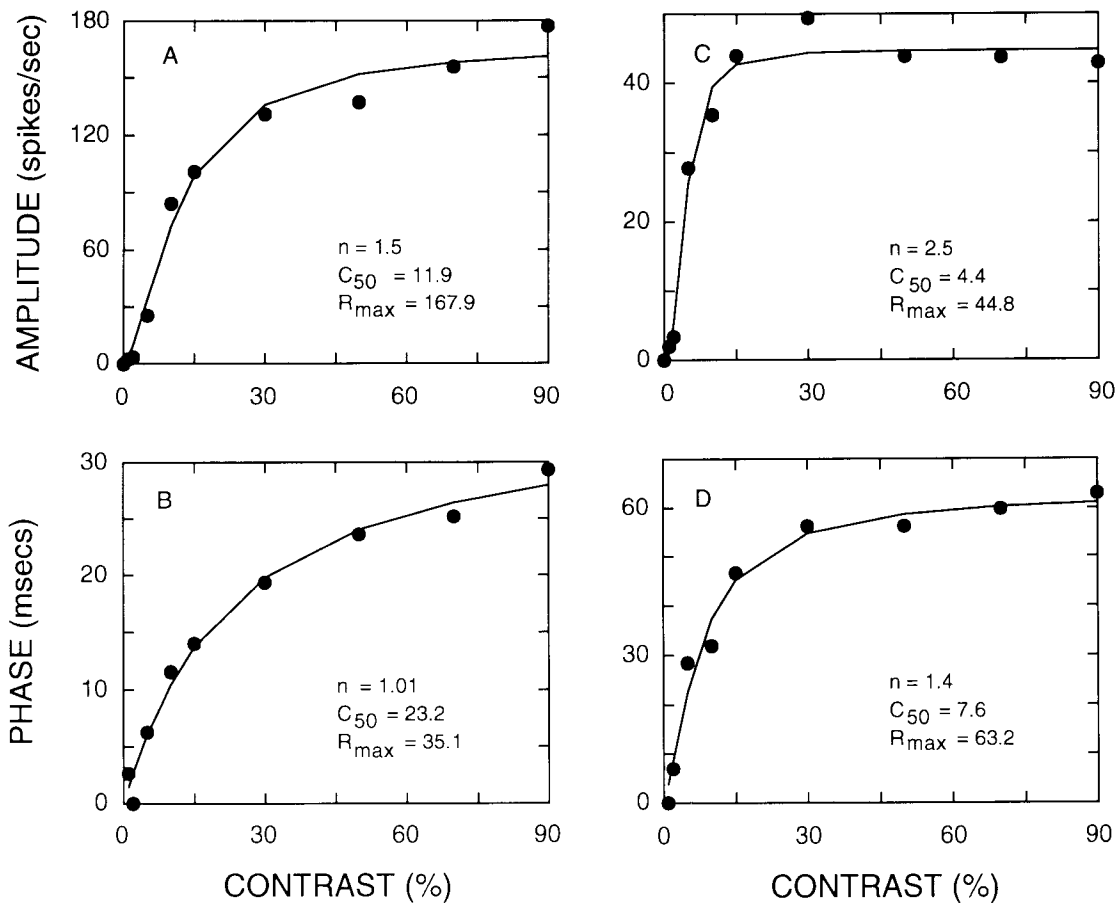 AMPLITUDE (spikes/sec)
180
120
60
0
A
n = 1.5
C50 = 11.9
Rmax = 167.9
0 30 60 90
40
20
0
C
n = 2.5
C50 = 4.4
Rmax = 44.8
0 30 60 90
PHASE (msecs)
30
20
10
0
B
n = 1.01
C50 = 23.2
Rmax = 35.1
0 30 60 90
CONTRAST (%)
60
30
0
D
n = 1.4
C50 = 7.6
Rmax = 63.2
0 30 60 90
CONTRAST (%)